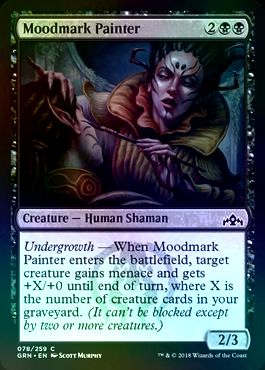 Moodmark Painter 2
Creature — Human Shaman
Undergrowth — When Moodmark
Painter enters the battlefield, target
creature gains menace and gets
+X/+0 until end of turn, where X is
the number of creature cards in your
graveyard. (It can't be blocked except
by two or more creatures.)
2/3
078/259 C
GRN • EN Scott Murphy
™ & © 2018 Wizards of the Coast